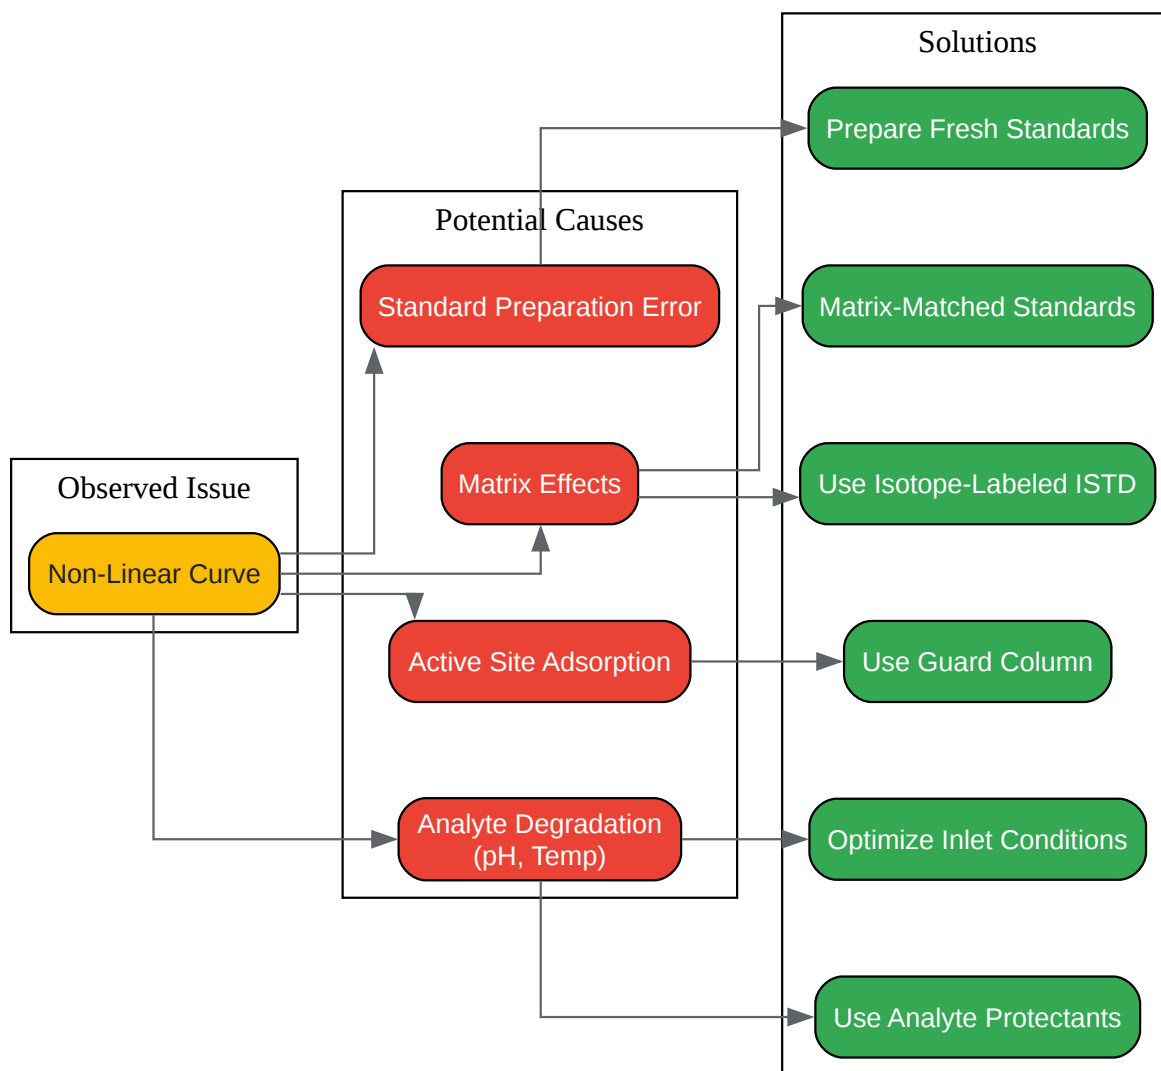 Solutions
Prepare Fresh Standards
Potential Causes
Standard Preparation Error
Matrix-Matched Standards
Observed Issue
Matrix Effects
Use Isotope-Labeled ISTD
Non-Linear Curve
Active Site Adsorption
Use Guard Column
Analyte Degradation
(pH, Temp)
Optimize Inlet Conditions
Use Analyte Protectants